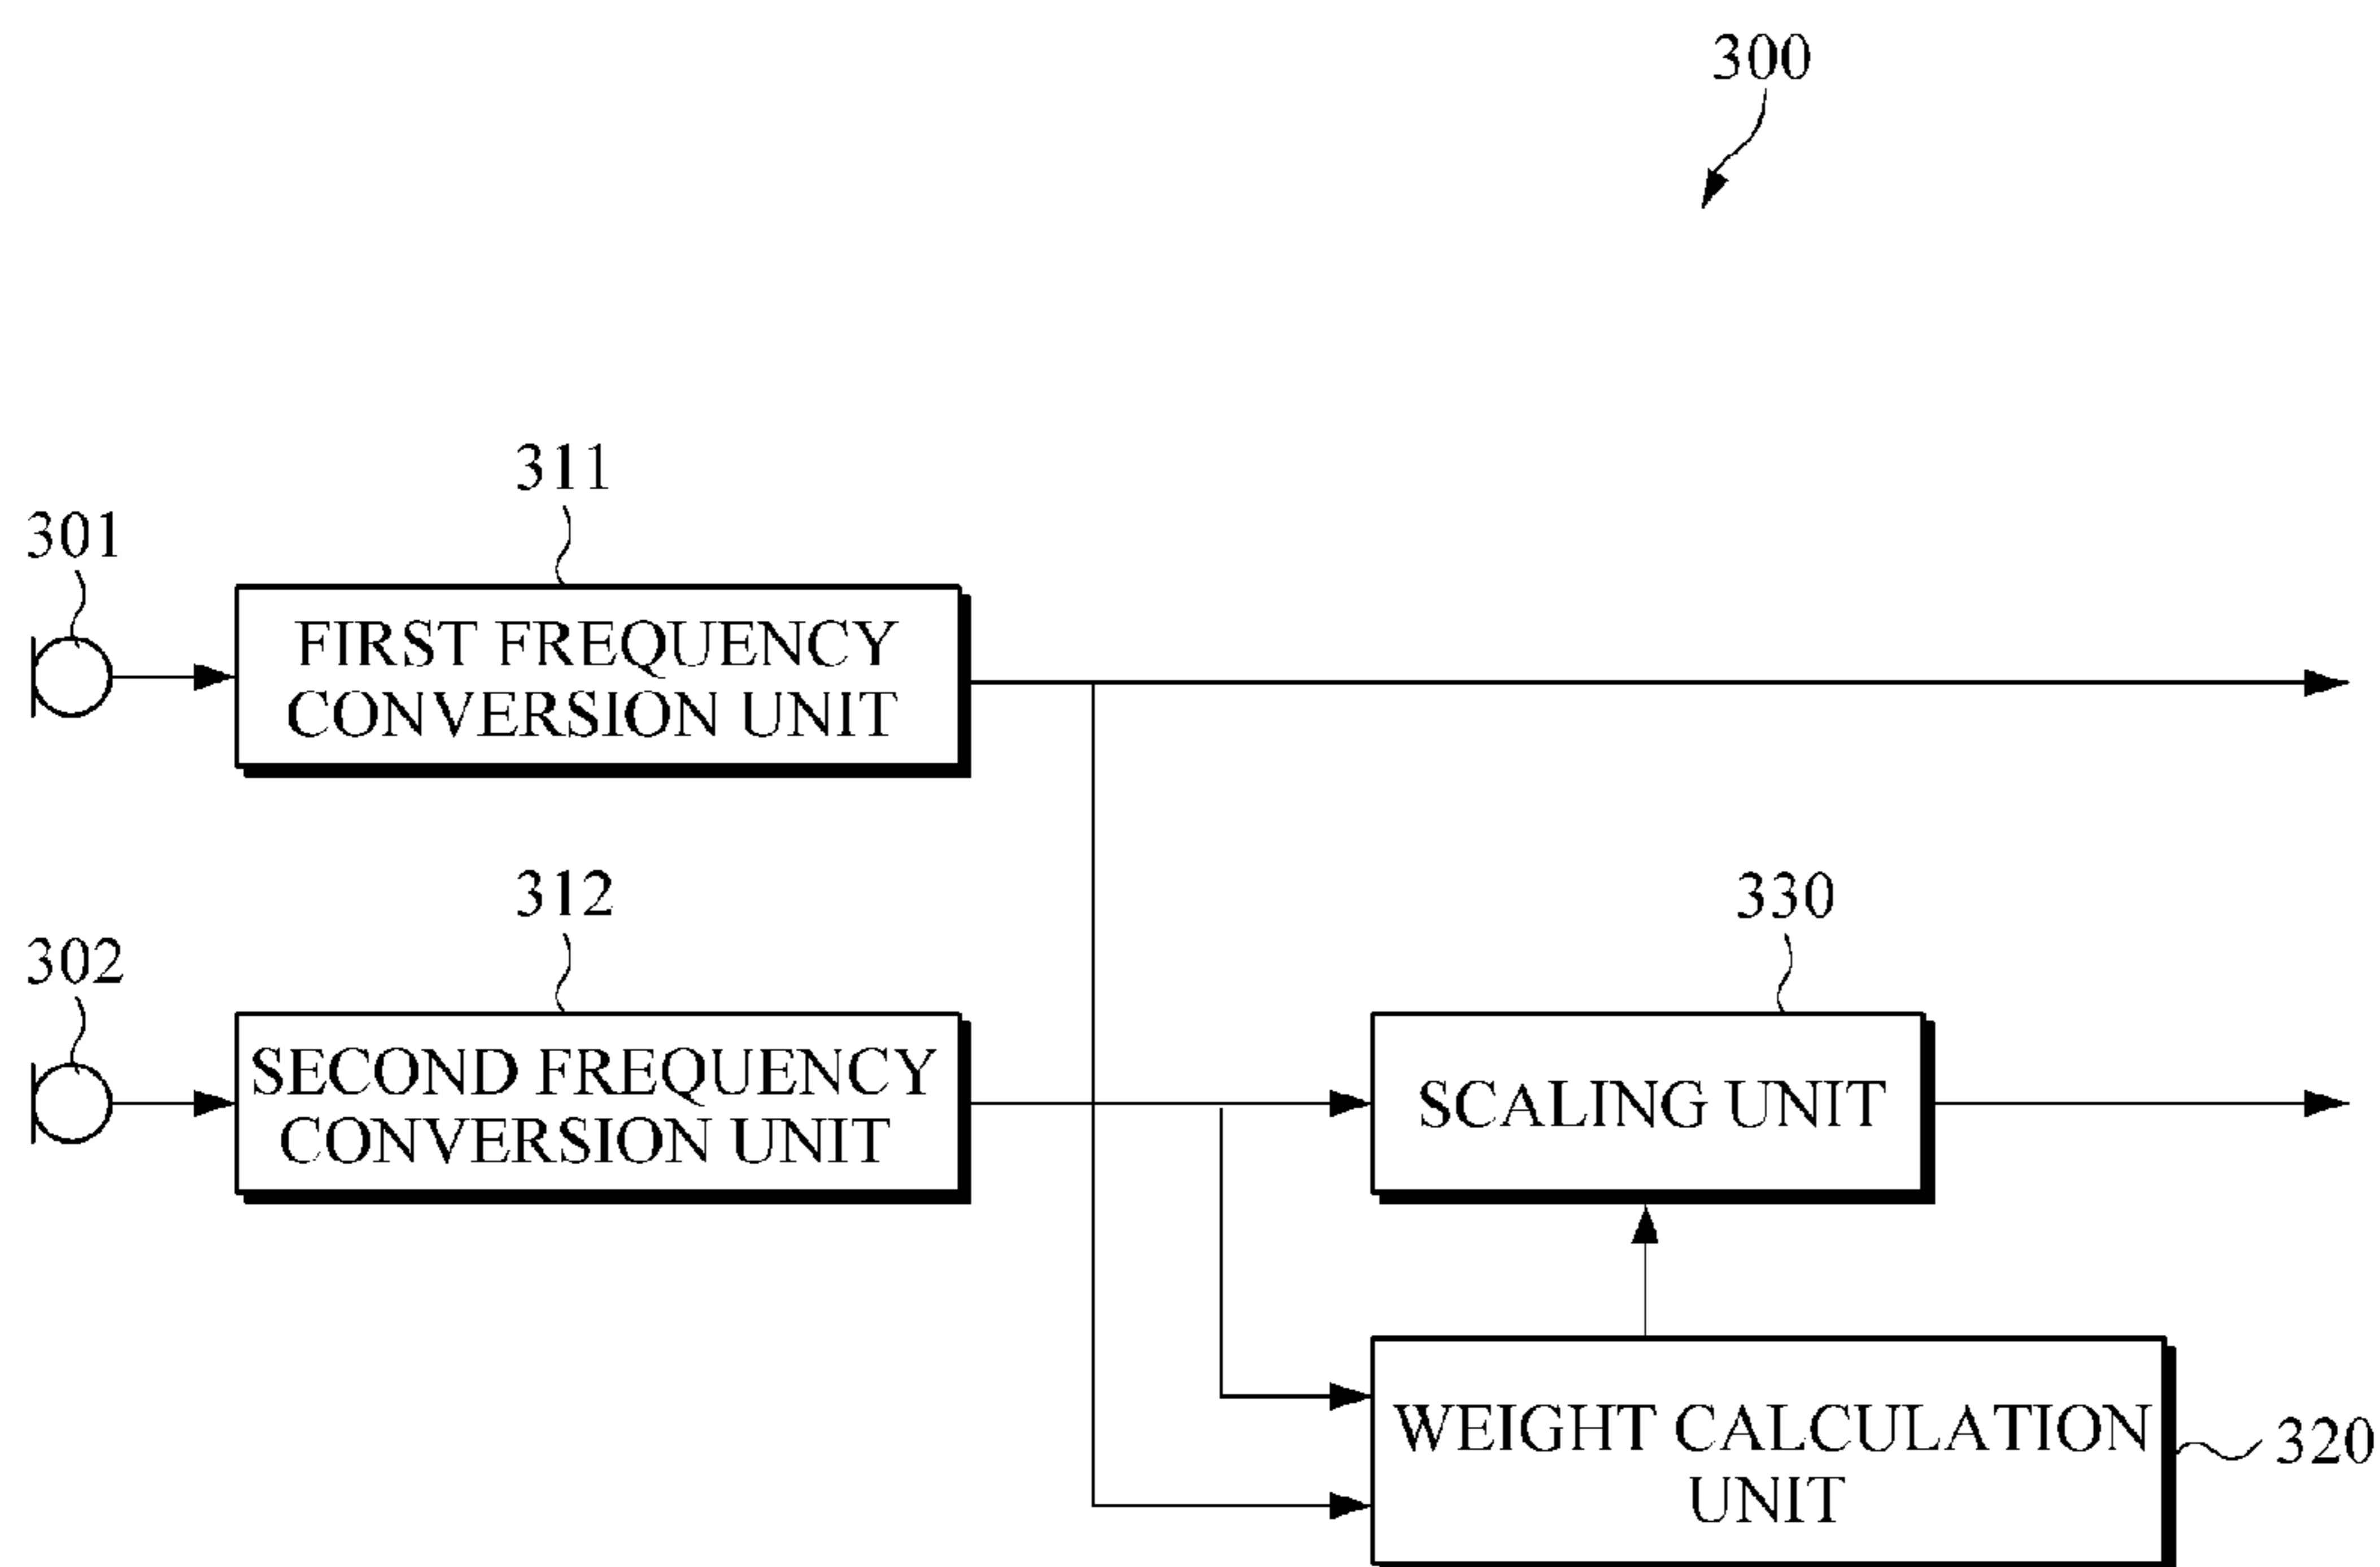 300
311
301
FIRST FREQUENCY
CONVERSION UNIT
312
330
302
SECOND FREQUENCY
CONVERSION UNIT
SCALING UNIT
WEIGHT CALCULATION
UNIT
320